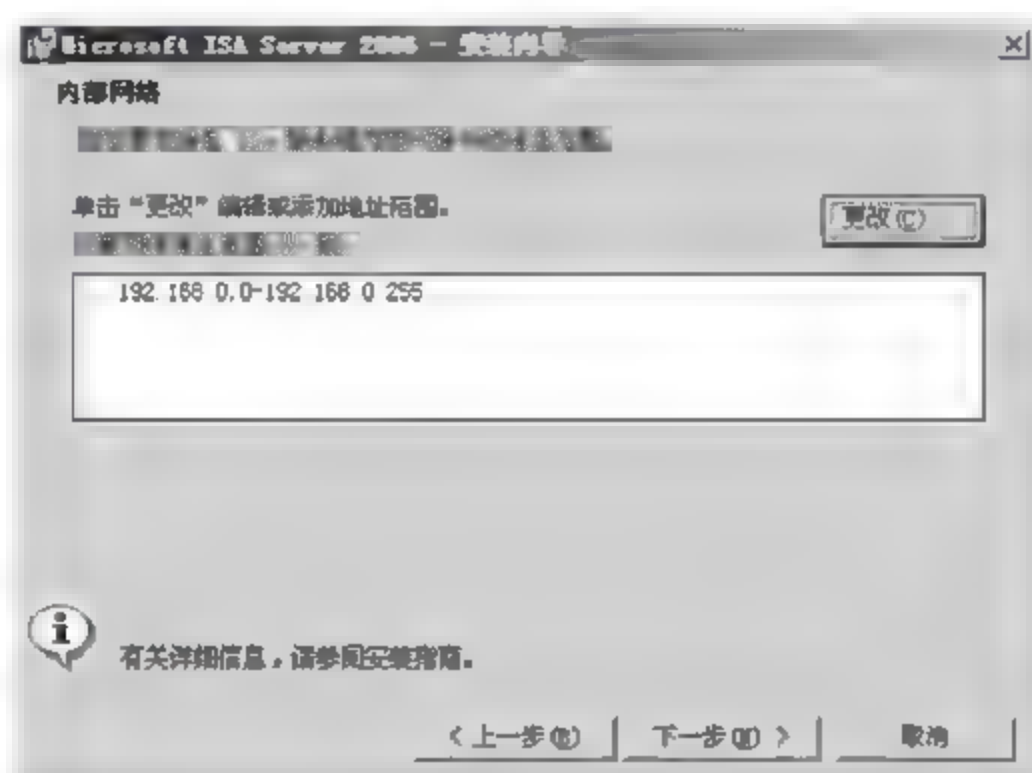 Microsoft ISA Server 2006 - 安装向导
内部网络
单击“更改”编辑或添加地址范围。
更改(C)
192.168 0.0-192 168 0 255
有关详细信息，请参阅安装指南。
< 上一步(B)
下一步(N) >
取消